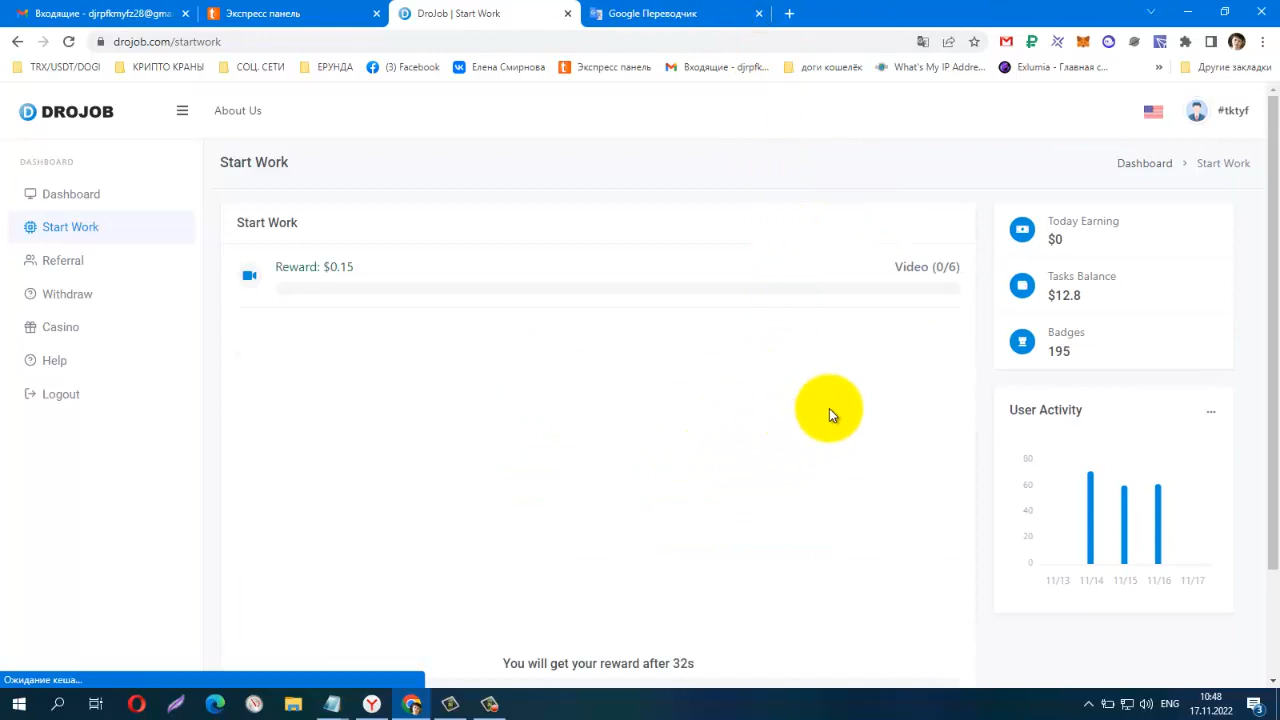 Входящие - djrpkmyfz28@gma
Экспресс панель
DroJob | Start Work
Google Переводчик
drojob.com/startwork
TRX/USDT/DOGI
КРИПТО КРАНЫ
СОЦ. СЕТИ
ЕРУНДА
(3) Facebook
Елена Смирнова
Экспресс панель
Входящие - djrpk...
доги кошелёк
What's My IP Addre...
Exlumia - Главная с...
»
Другие закладки
DROJOB
About Us
#tktyf
DASHBOARD
Start Work
Dashboard > Start Work
Dashboard
Start Work
Referral
Withdraw
Casino
Help
Logout
Start Work
Reward: $0.15
Video (0/6)
You will get your reward after 32s
Today Earning
$0
Tasks Balance
$12.8
Badges
195
User Activity
...
80
60
40
20
0
11/13 11/14 11/15 11/16 11/17
Ожидание кеша...
ENG
10:48
17.11.2022
3